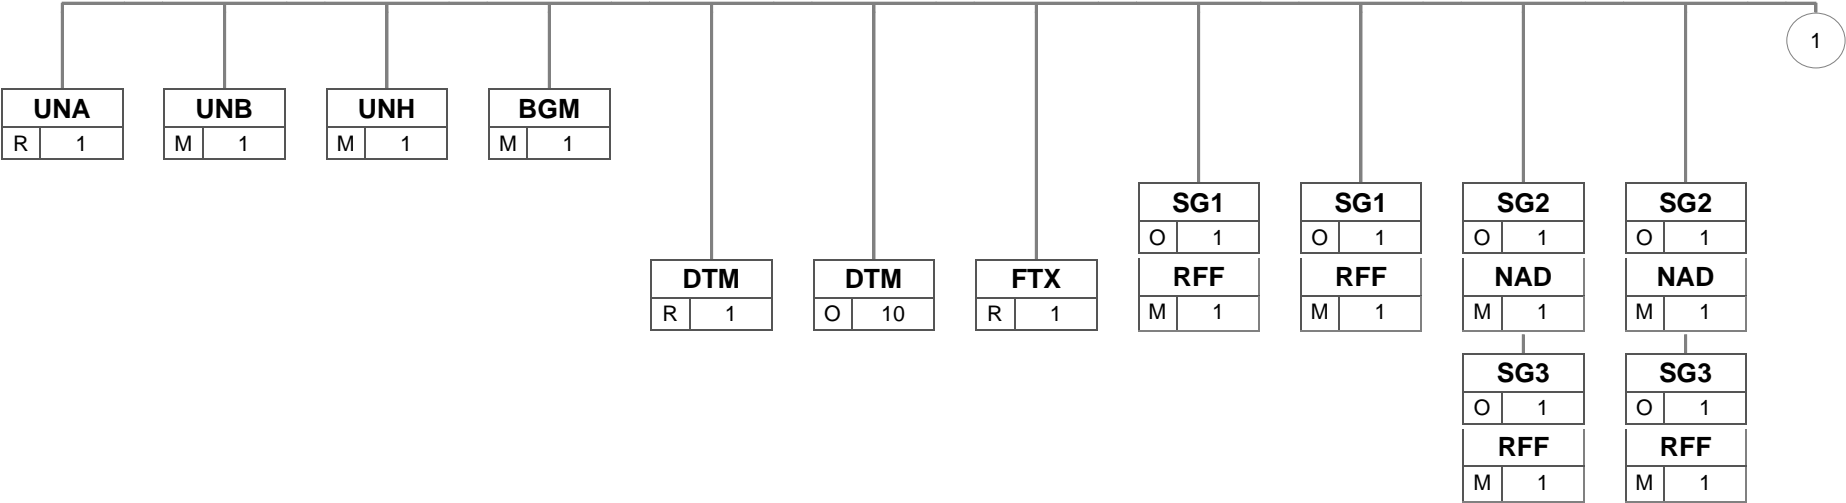 1
UNA UNB UNH BGM
R 1 M 1 M 1 M 1
SG1 SG1 SG2 SG2
O 1 O 1 O 1 O 1
DTM DTM FTX RFF RFF NAD NAD
R 1 O 10 R 1 M 1 M 1 M 1 M 1
SG3 SG3
O 1 O 1
RFF RFF
M 1 M 1